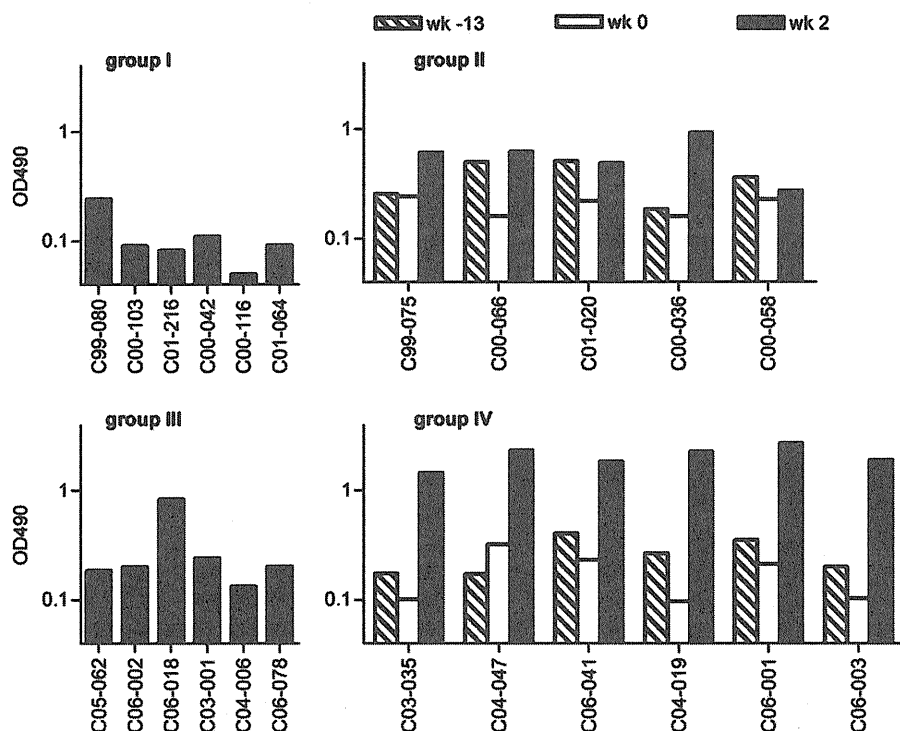 wk -13 wk 0 wk 2
group I
OD490
1
0.1
C99-080 C00-103 C01-216 C00-042 C00-116 C01-064
group II
1
0.1
C99-075 C00-066 C01-020 C00-036 C00-058
group III
OD490
1
0.1
C05-062 C06-002 C06-018 C03-001 C04-006 C06-078
group IV
1
0.1
C03-035 C04-047 C06-041 C04-019 C06-001 C06-003